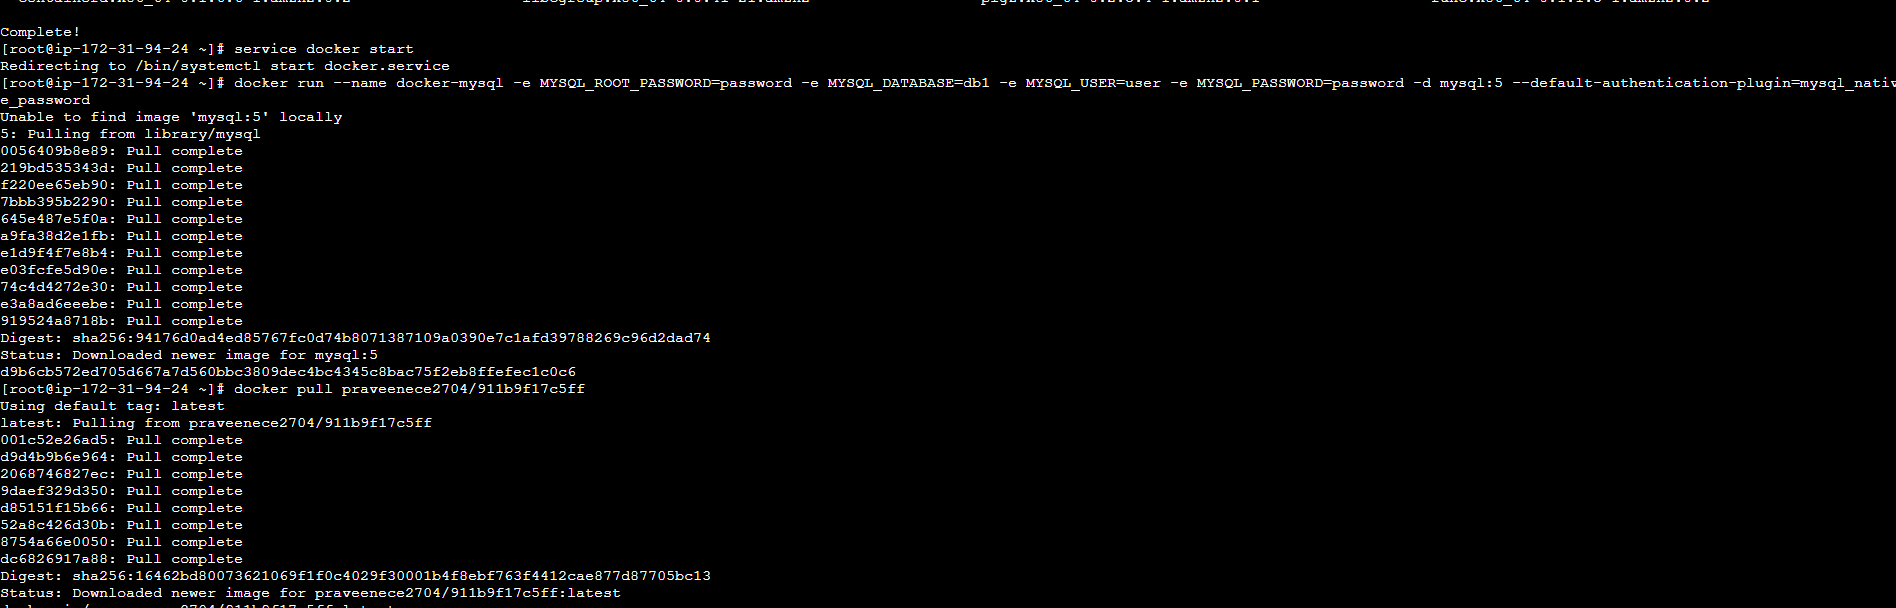 Complete!
[root@ip-172-31-94-24 ~]# service docker start
Redirecting to /bin/systemctl start docker.service
[root@ip-172-31-94-24 ~]# docker run --name docker-mysql -e MYSQL_ROOT_PASSWORD=password -e MYSQL_DATABASE=db1 -e MYSQL_USER=user -e MYSQL_PASSWORD=password -d mysql:5 --default-authentication-plugin=mysql_nativ
e_password
Unable to find image 'mysql:5' locally
5: Pulling from library/mysql
0056409b8e89: Pull complete
219bd535343d: Pull complete
f220ee65eb90: Pull complete
7bbb395b2290: Pull complete
645e487e5f0a: Pull complete
a9fa38d2e1fb: Pull complete
e1d9f4f7e8b4: Pull complete
e03fcfe5d90e: Pull complete
74c4d4272e30: Pull complete
e3a8ad6eeebe: Pull complete
919524a8718b: Pull complete
Digest: sha256:94176d0ad4ed85767fc0d74b8071387109a0390e7c1afd39788269c96d2dad74
Status: Downloaded newer image for mysql:5
d9b6cb572ed705d667a7d560bbc3809dec4bc4345c8bac75f2eb8ffefec1c0c6
[root@ip-172-31-94-24 ~]# docker pull praveenece2704/911b9f17c5ff
Using default tag: latest
latest: Pulling from praveenece2704/911b9f17c5ff
001c52e26ad5: Pull complete
d9d4b9b6e964: Pull complete
2068746827ec: Pull complete
9daef329d350: Pull complete
d85151f15b66: Pull complete
52a8c426d30b: Pull complete
8754a66e0050: Pull complete
dc6826917a88: Pull complete
Digest: sha256:16462bd80073621069f1f0c4029f30001b4f8ebf763f4412cae877d87705bc13
Status: Downloaded newer image for praveenece2704/911b9f17c5ff:latest